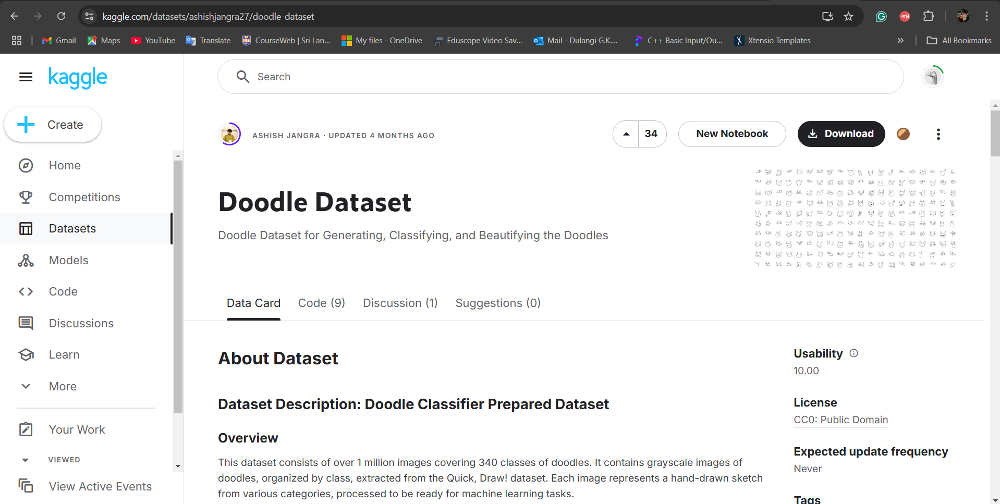 kaggle.com/datasets/ashishjangra27/doodle-dataset
Gmail
Maps
YouTube
Translate
CourseWeb | Sri Lan...
My files - OneDrive
Eduscope Video Sav...
Mail - Dulangi G.K....
C++ Basic Input/Ou...
Xtensio Templates
All Bookmarks
kaggle
Search
Create
ASHISH JANGRA · UPDATED 4 MONTHS AGO
34
New Notebook
Download
Home
Competitions
Datasets
Models
Code
Discussions
Learn
More
Your Work
VIEWED
View Active Events
Doodle Dataset
Doodle Dataset for Generating, Classifying, and Beautifying the Doodles
Data Card
Code (9)
Discussion (1)
Suggestions (0)
About Dataset
Dataset Description: Doodle Classifier Prepared Dataset
Overview
This dataset consists of over 1 million images covering 340 classes of doodles. It contains grayscale images of
doodles, organized by class, extracted from the Quick, Draw! dataset. Each image represents a hand-drawn sketch
from various categories, processed to be ready for machine learning tasks.
Usability
10.00
License
CC0: Public Domain
Expected update frequency
Never
Tags